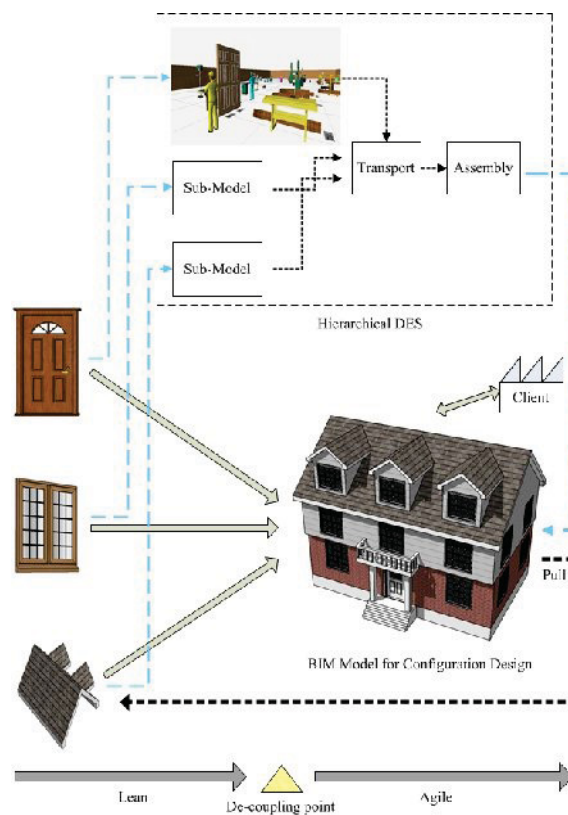 Sub-Model
Transport
Assembly
Sub-Model
Hierarchical DES
Client
Pull
BIM Model for Configuration Design
Lean
De-coupling point
Agile